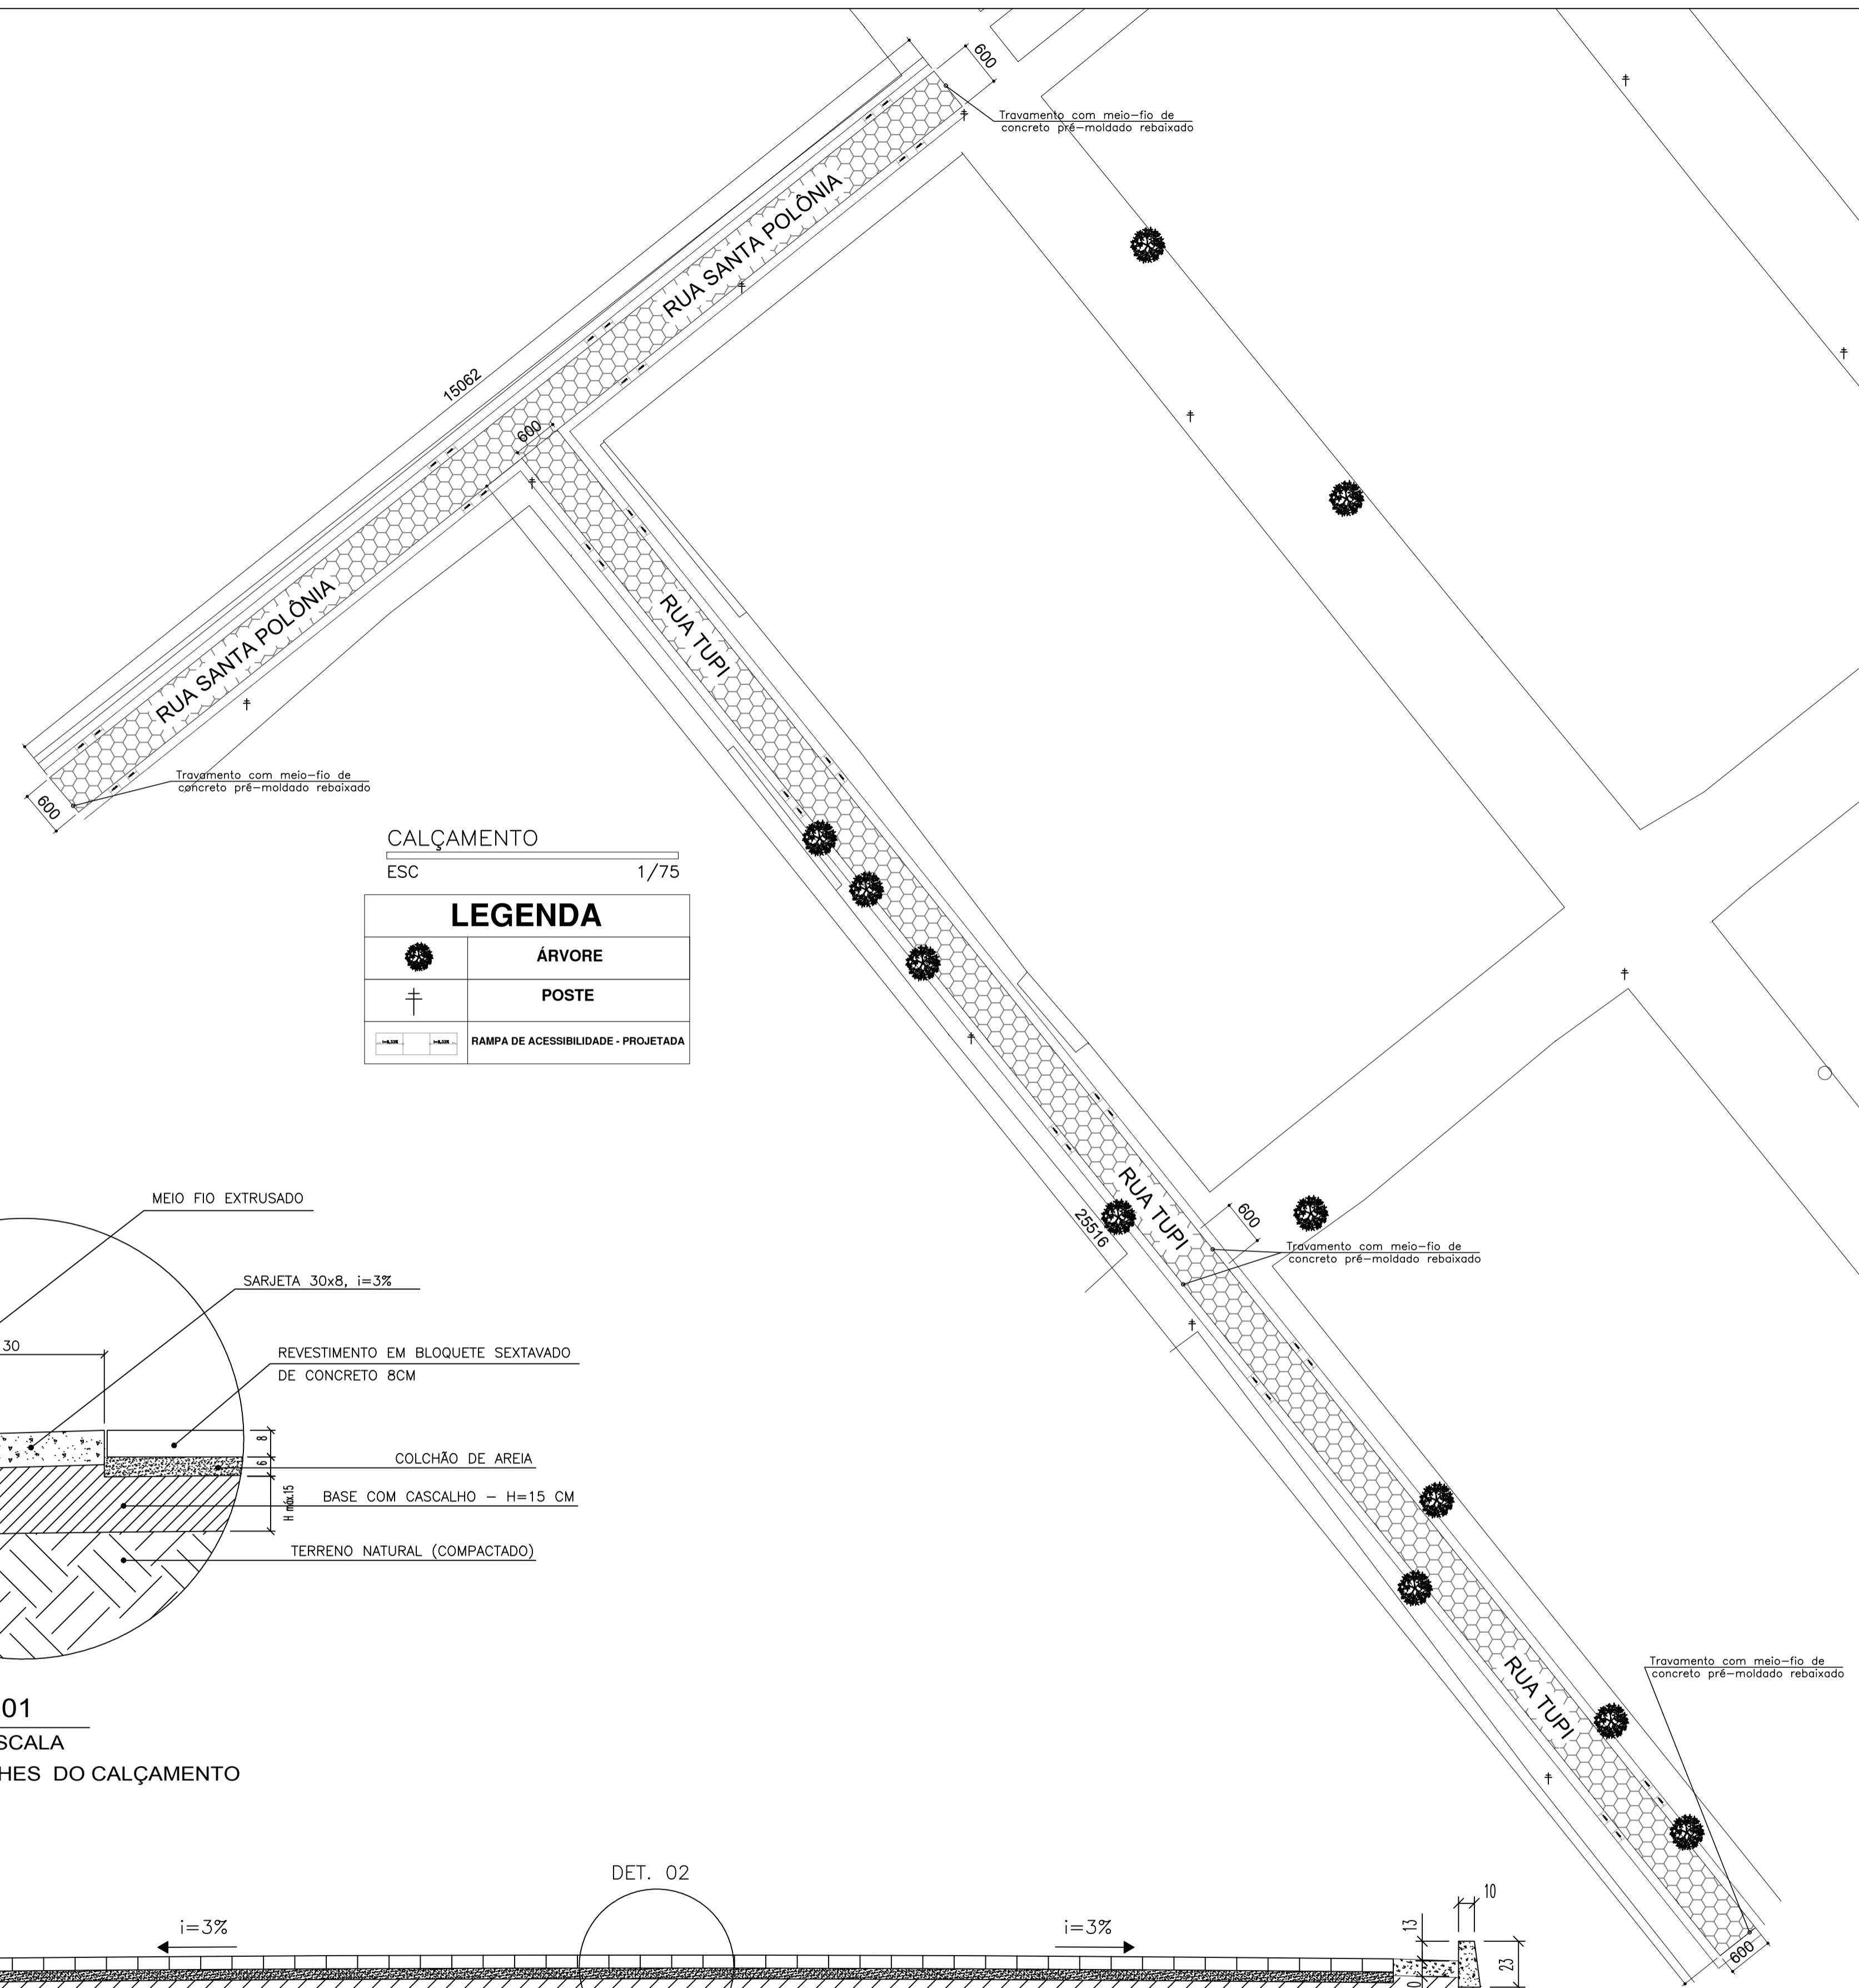 600
Travamento com meio-fio de
concreto pré-moldado rebaixado
RUA SANTA POLÔNIA
15062
600
RUA SANTA POLÔNIA
RUA TUPI
Travamento com meio-fio de
concreto pré-moldado rebaixado
600
CALÇAMENTO
ESC 1/75
LEGENDA
ÁRVORE
POSTE
RAMPA DE ACESSIBILIDADE - PROJETADA
RUA TUPI
25516
600
Travamento com meio-fio de
concreto pré-moldado rebaixado
MEIO FIO EXTRUSADO
SARJETA 30x8, i=3%
30
REVESTIMENTO EM BLOQUETE SEXTAVADO
DE CONCRETO 8CM
8
COLCHÃO DE AREIA
6
BASE COM CASCALHO - H=15 CM
H máx.15
TERRENO NATURAL (COMPACTADO)
01
SCALA
HES DO CALÇAMENTO
RUA TUPI
Travamento com meio-fio de
concreto pré-moldado rebaixado
600
DET. 02
i=3%
i=3%
13
10
23